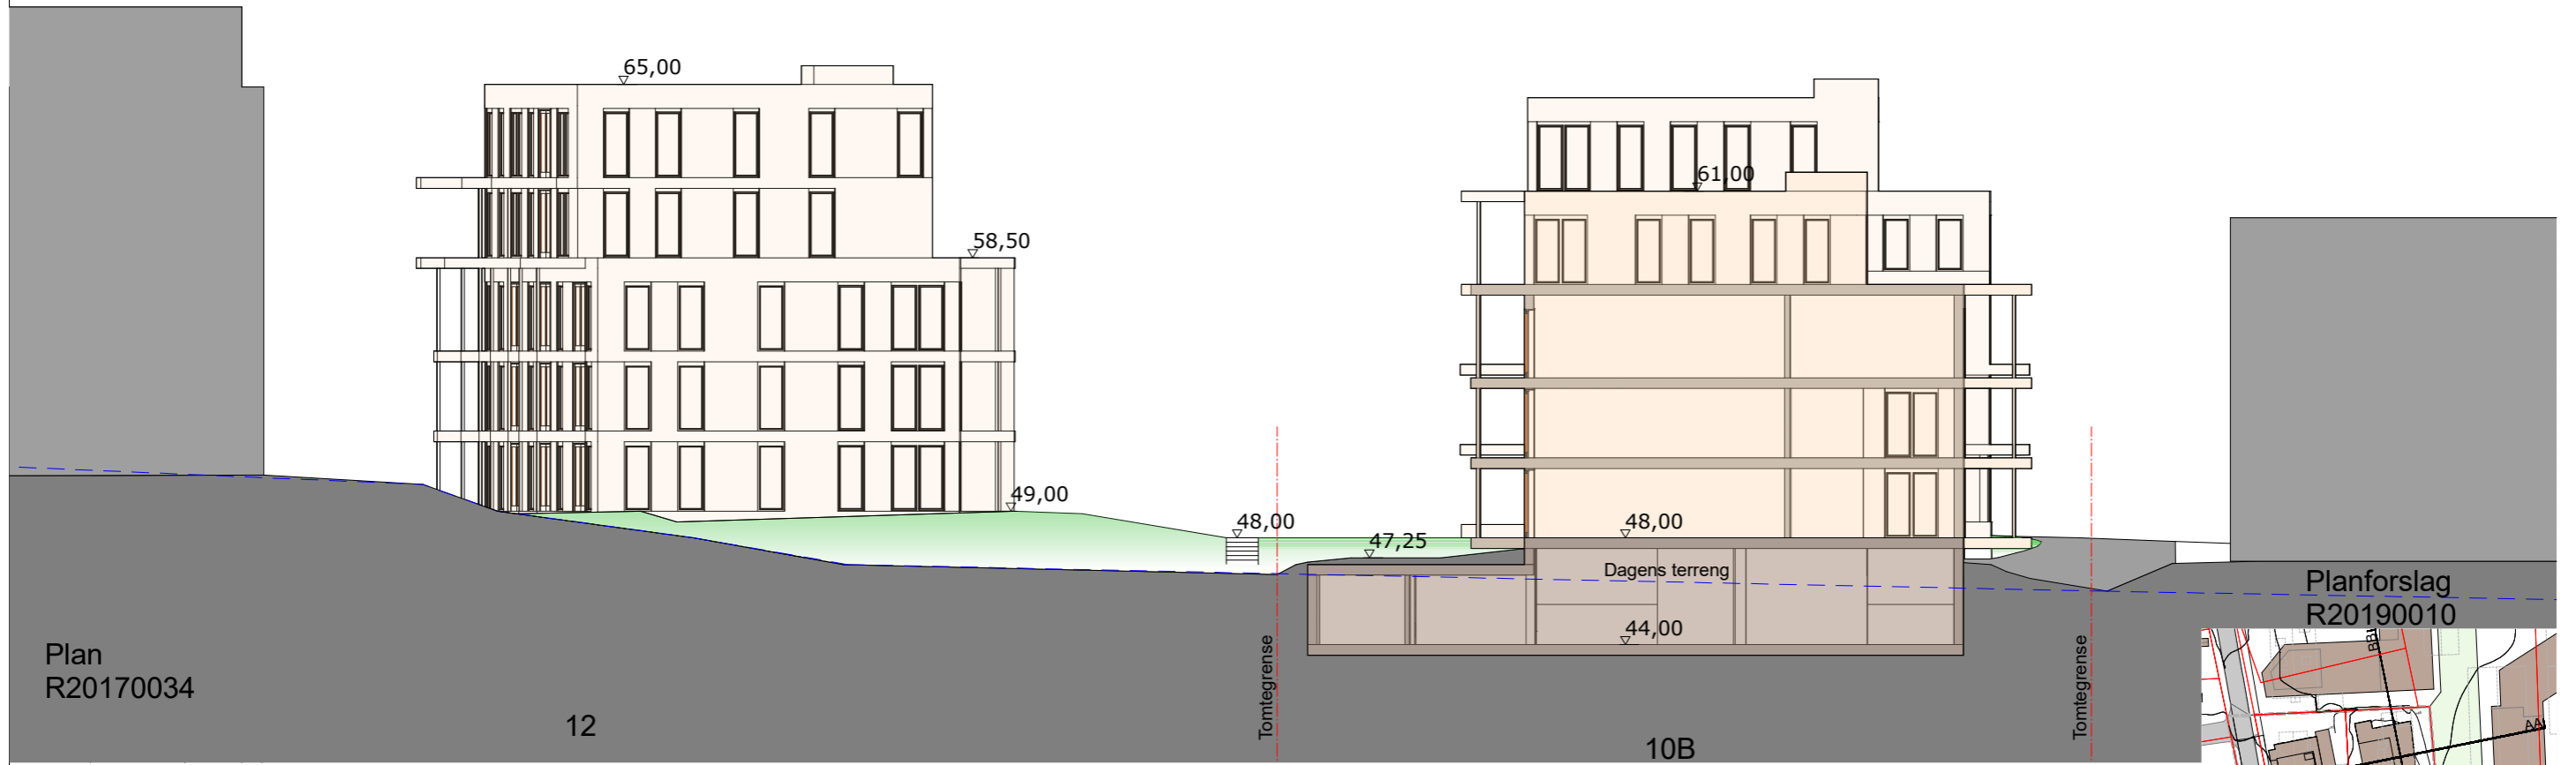 65,00
61,00
58,50
49,00
48,00
47,25
48,00
Dagens terreng
44,00
Plan
R20170034
12
Tomtegrense
10B
Tomtegrense
Planforslag
R20190010
AA